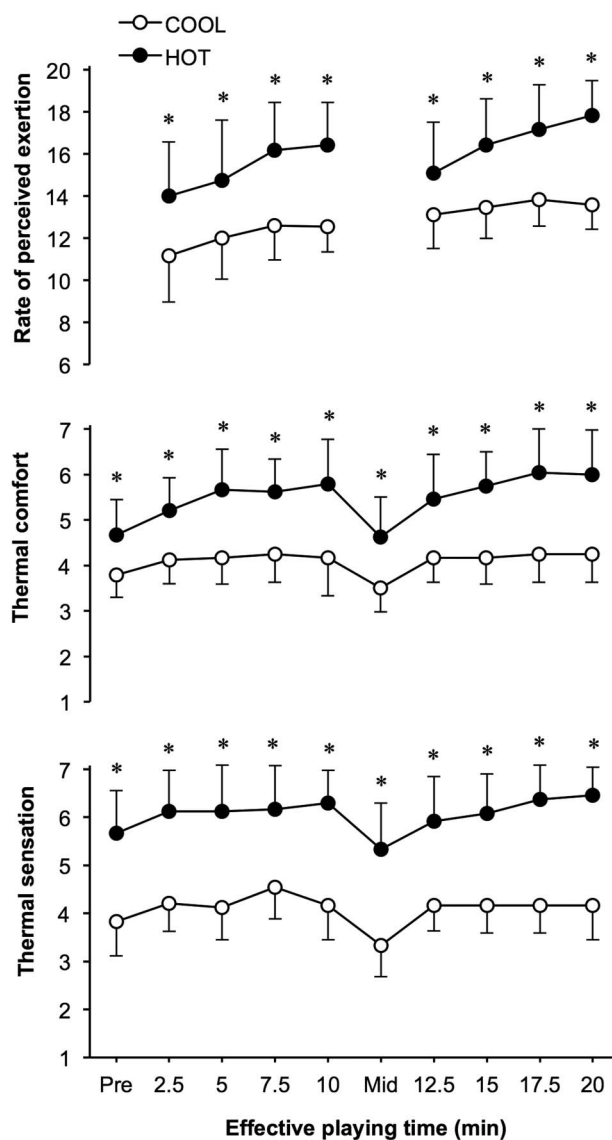 COOL
HOT
* * * * * * * *
20
18
16
14
12
10
8
6
Rate of perceived exertion
* * * * * * * * * *
7
6
5
4
3
2
1
Thermal comfort
* * * * * * * * * *
7
6
5
4
3
2
1
Thermal sensation
Pre 2.5 5 7.5 10 Mid 12.5 15 17.5 20
Effective playing time (min)